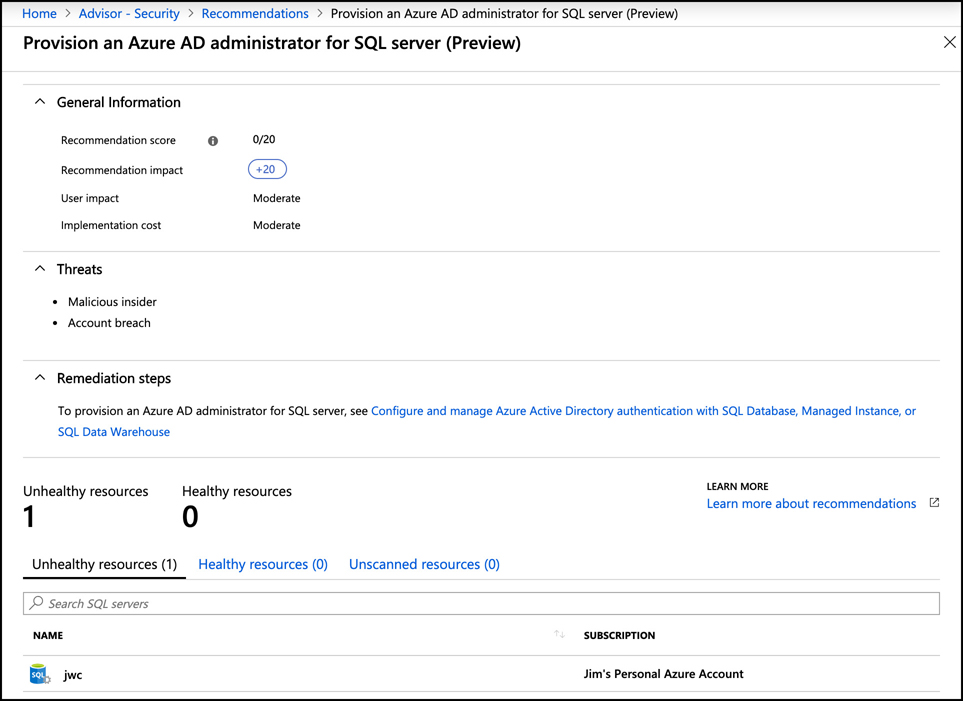 Home > Advisor - Security > Recommendations > Provision an Azure AD administrator for SQL server (Preview)
Provision an Azure AD administrator for SQL server (Preview)
General Information
Recommendation score 0/20
Recommendation impact +20
User impact Moderate
Implementation cost Moderate
Threats
• Malicious insider
• Account breach
Remediation steps
To provision an Azure AD administrator for SQL server, see Configure and manage Azure Active Directory authentication with SQL Database, Managed Instance, or
SQL Data Warehouse
Unhealthy resources Healthy resources LEARN MORE
1 0 Learn more about recommendations
Unhealthy resources (1) Healthy resources (0) Unscanned resources (0)
Search SQL servers
NAME SUBSCRIPTION
SQL jwc Jim's Personal Azure Account